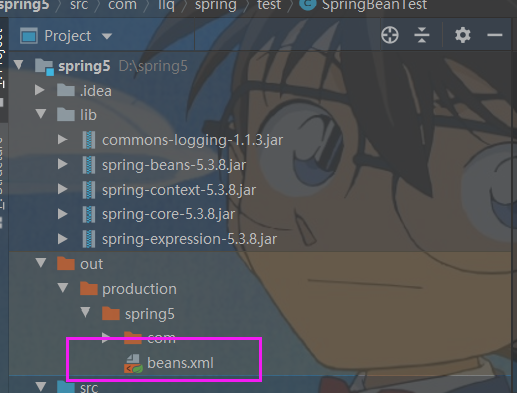 spring5 src com llq spring test SpringBeanTest
Project
spring5 D:\spring5
.idea
lib
commons-logging-1.1.3.jar
spring-beans-5.3.8.jar
spring-context-5.3.8.jar
spring-core-5.3.8.jar
spring-expression-5.3.8.jar
out
production
spring5
com
beans.xml
src